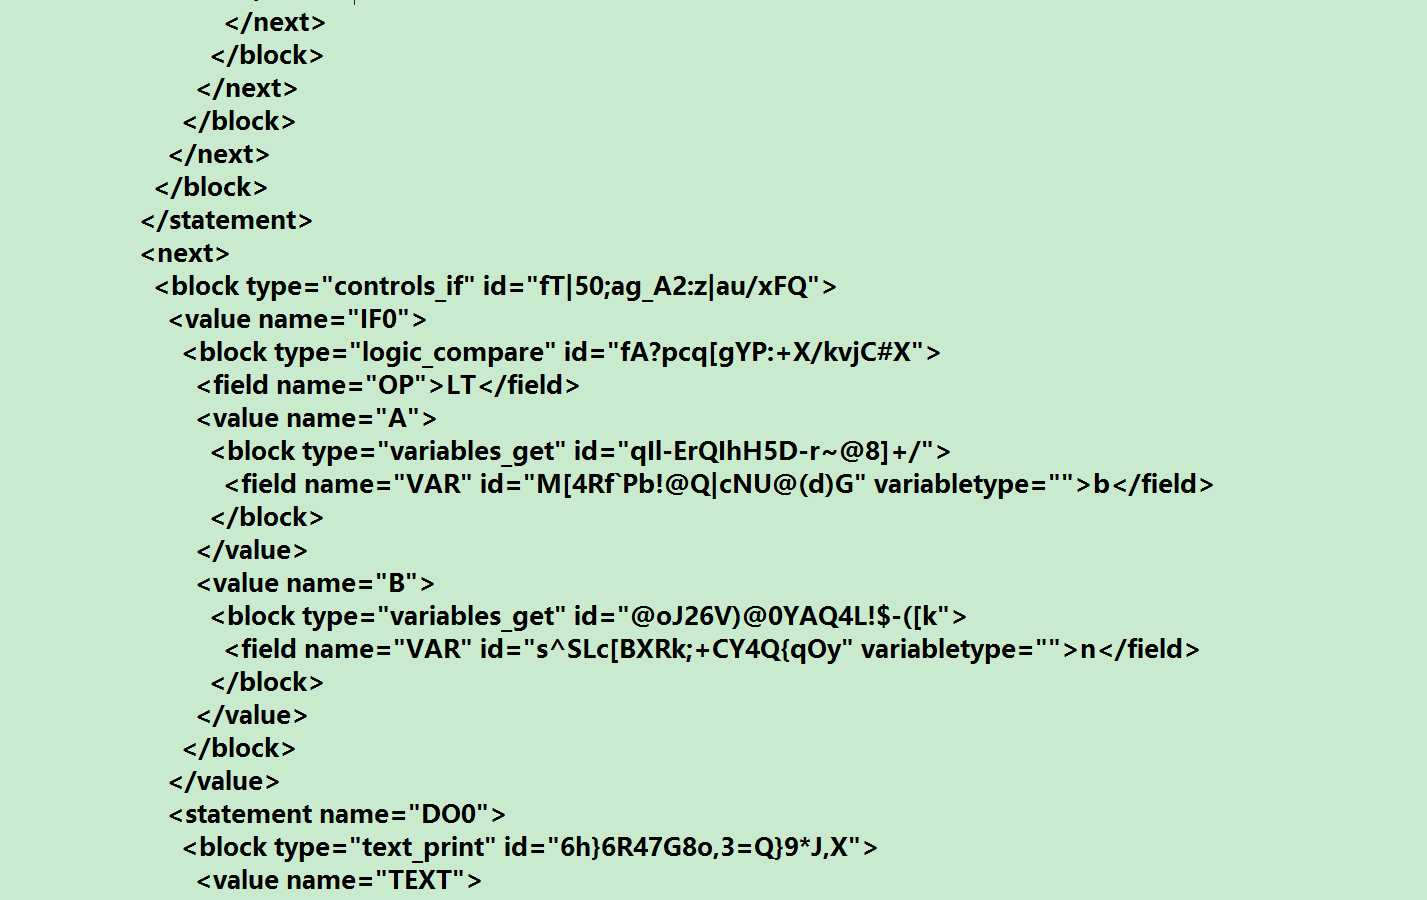 </next>
</block>
</next>
</block>
</next>
</block>
</statement>
<next>
<block type="controls_if" id="fT|50;ag_A2:z|au/xFQ">
<value name="IF0">
<block type="logic_compare" id="fA?pcq[gYP:+X/kvjC#X">
<field name="OP">LT</field>
<value name="A">
<block type="variables_get" id="qIl-ErQIhH5D-r~@8]+/">
<field name="VAR" id="M[4Rf`Pb!@Q|cNU@(d)G" variabletype="">b</field>
</block>
</value>
<value name="B">
<block type="variables_get" id="@oJ26V)@0YAQ4L!$-([k">
<field name="VAR" id="s^SLc[BXRk;+CY4Q{qOy" variabletype="">n</field>
</block>
</value>
</block>
</value>
<statement name="DO0">
<block type="text_print" id="6h}6R47G8o,3=Q}9*J,X">
<value name="TEXT">